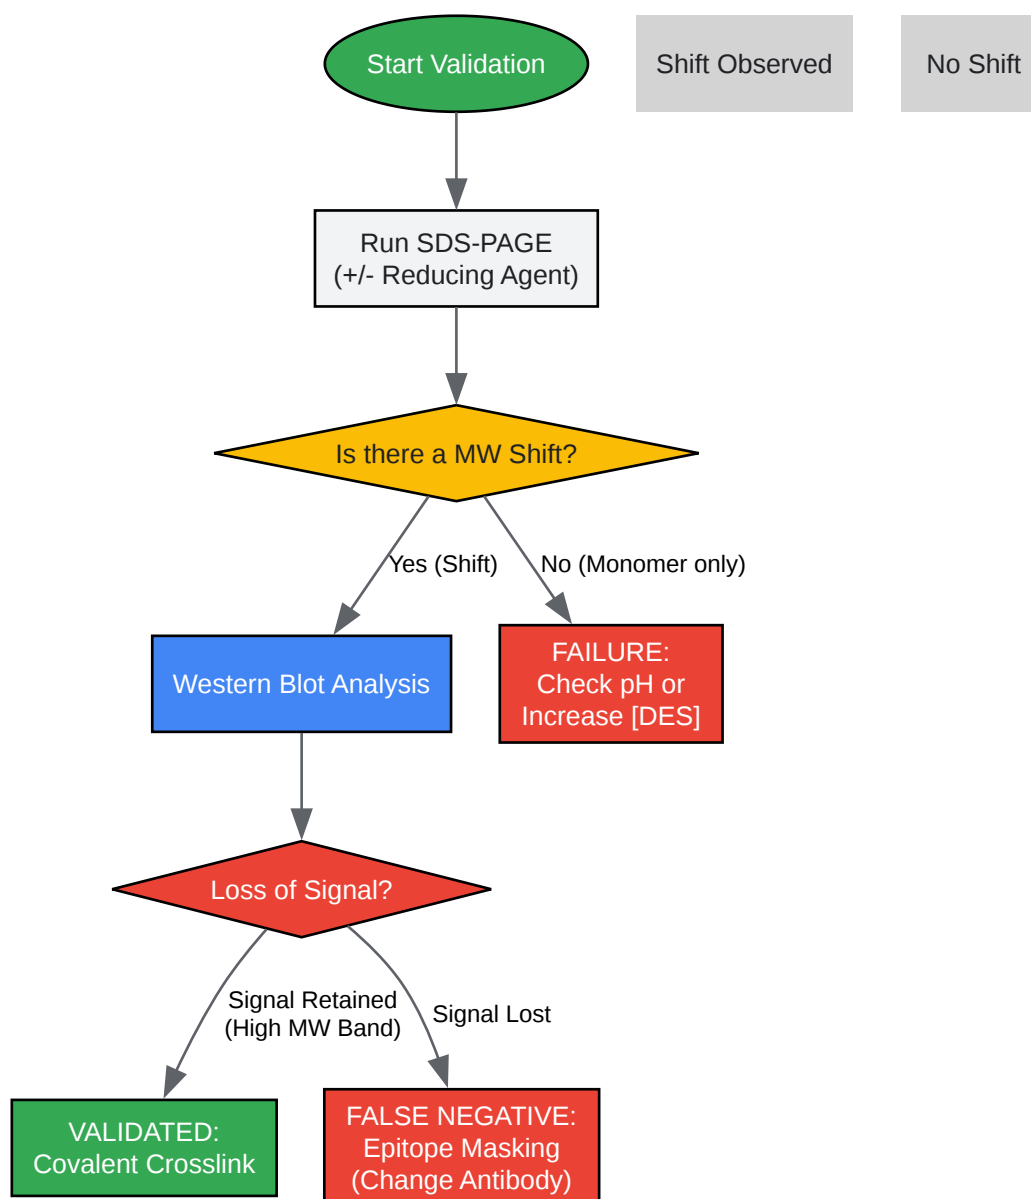 Start Validation
Shift Observed
No Shift
Run SDS-PAGE
(+/- Reducing Agent)
Is there a MW Shift?
Yes (Shift)
No (Monomer only)
Western Blot Analysis
FAILURE:
Check pH or
Increase [DES]
Loss of Signal?
Signal Retained
(High MW Band)
Signal Lost
VALIDATED:
Covalent Crosslink
FALSE NEGATIVE:
Epitope Masking
(Change Antibody)